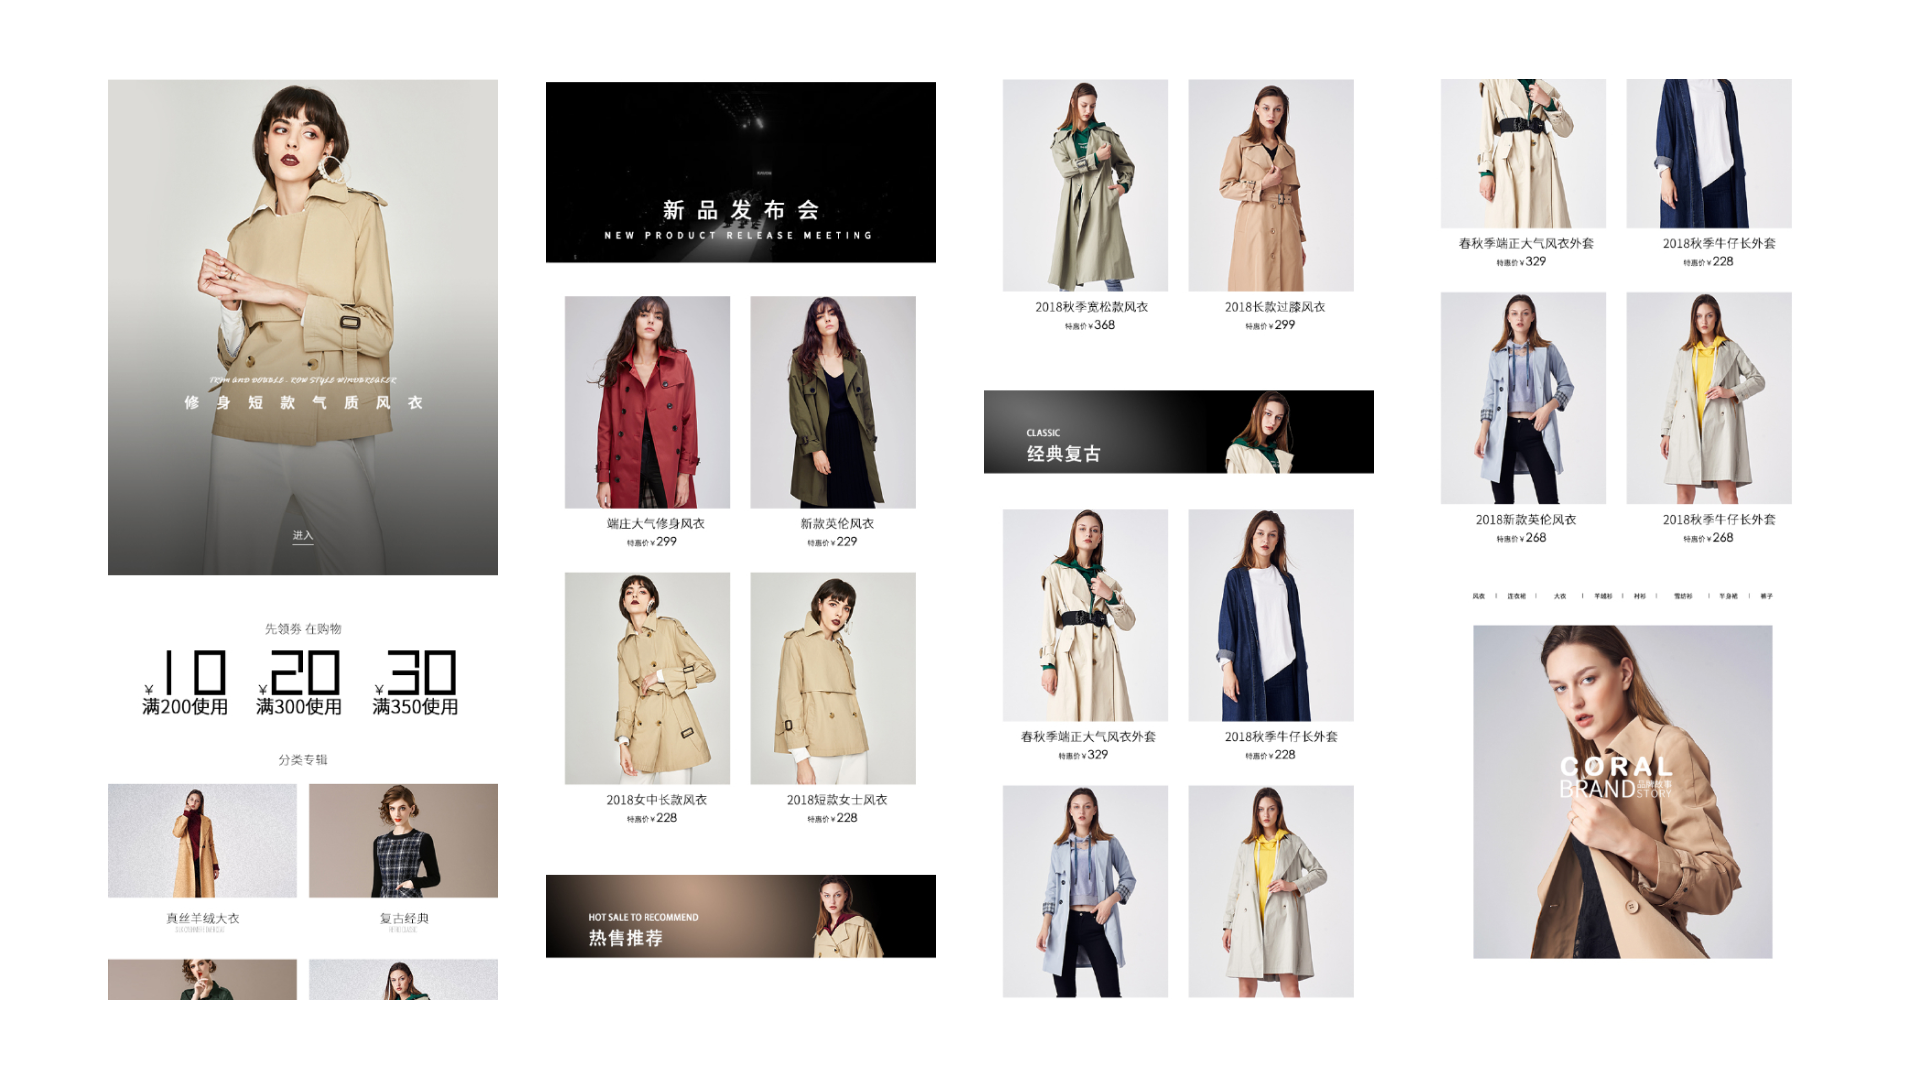 TRIM AND DOUBLE - ROW STYLE WINDBREAKER
修身短款气质风衣
进入
先领劵 在购物
¥10
满200使用
¥20
满300使用
¥30
满350使用
分类专辑
真丝羊绒大衣
复古经典
新品发布会
NEW PRODUCT RELEASE MEETING
端庄大气修身风衣
特惠价¥299
新款英伦风衣
特惠价¥229
2018女中长款风衣
特惠价¥228
2018短款女士风衣
特惠价¥228
HOT SALE TO RECOMMEND
热售推荐
2018秋季宽松款风衣
特惠价¥368
2018长款过膝风衣
特惠价¥299
CLASSIC
经典复古
春秋季端正大气风衣外套
特惠价¥329
2018秋季牛仔长外套
特惠价¥228
春秋季端正大气风衣外套
特惠价¥329
2018秋季牛仔长外套
特惠价¥228
2018新款英伦风衣
特惠价¥268
2018秋季牛仔长外套
特惠价¥268
风衣 | 连衣裙 | 大衣 | 羊绒衫 | 衬衫 | 雪纺衫 | 半身裙 | 裤子
CORAL
BRAND 品牌故事
STORY